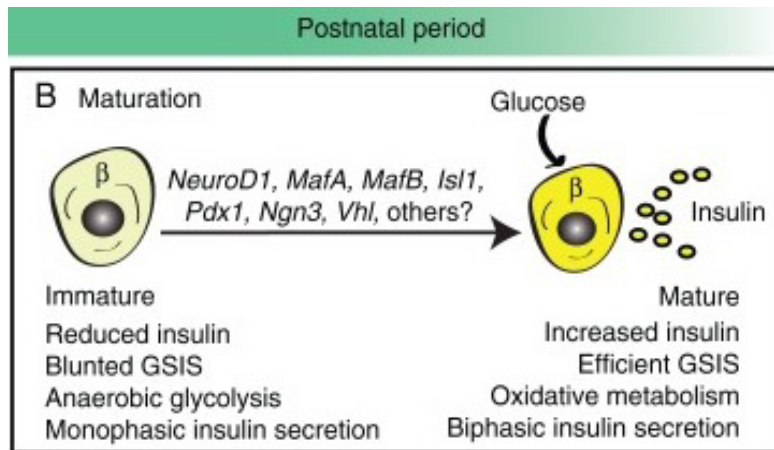 Postnatal period
B Maturation
Glucose
β
NeuroD1, MafA, MafB, Isl1,
Pdx1, Ngn3, Vhl, others?
β
Insulin
Immature
Reduced insulin
Blunted GSIS
Anaerobic glycolysis
Monophasic insulin secretion
Mature
Increased insulin
Efficient GSIS
Oxidative metabolism
Biphasic insulin secretion